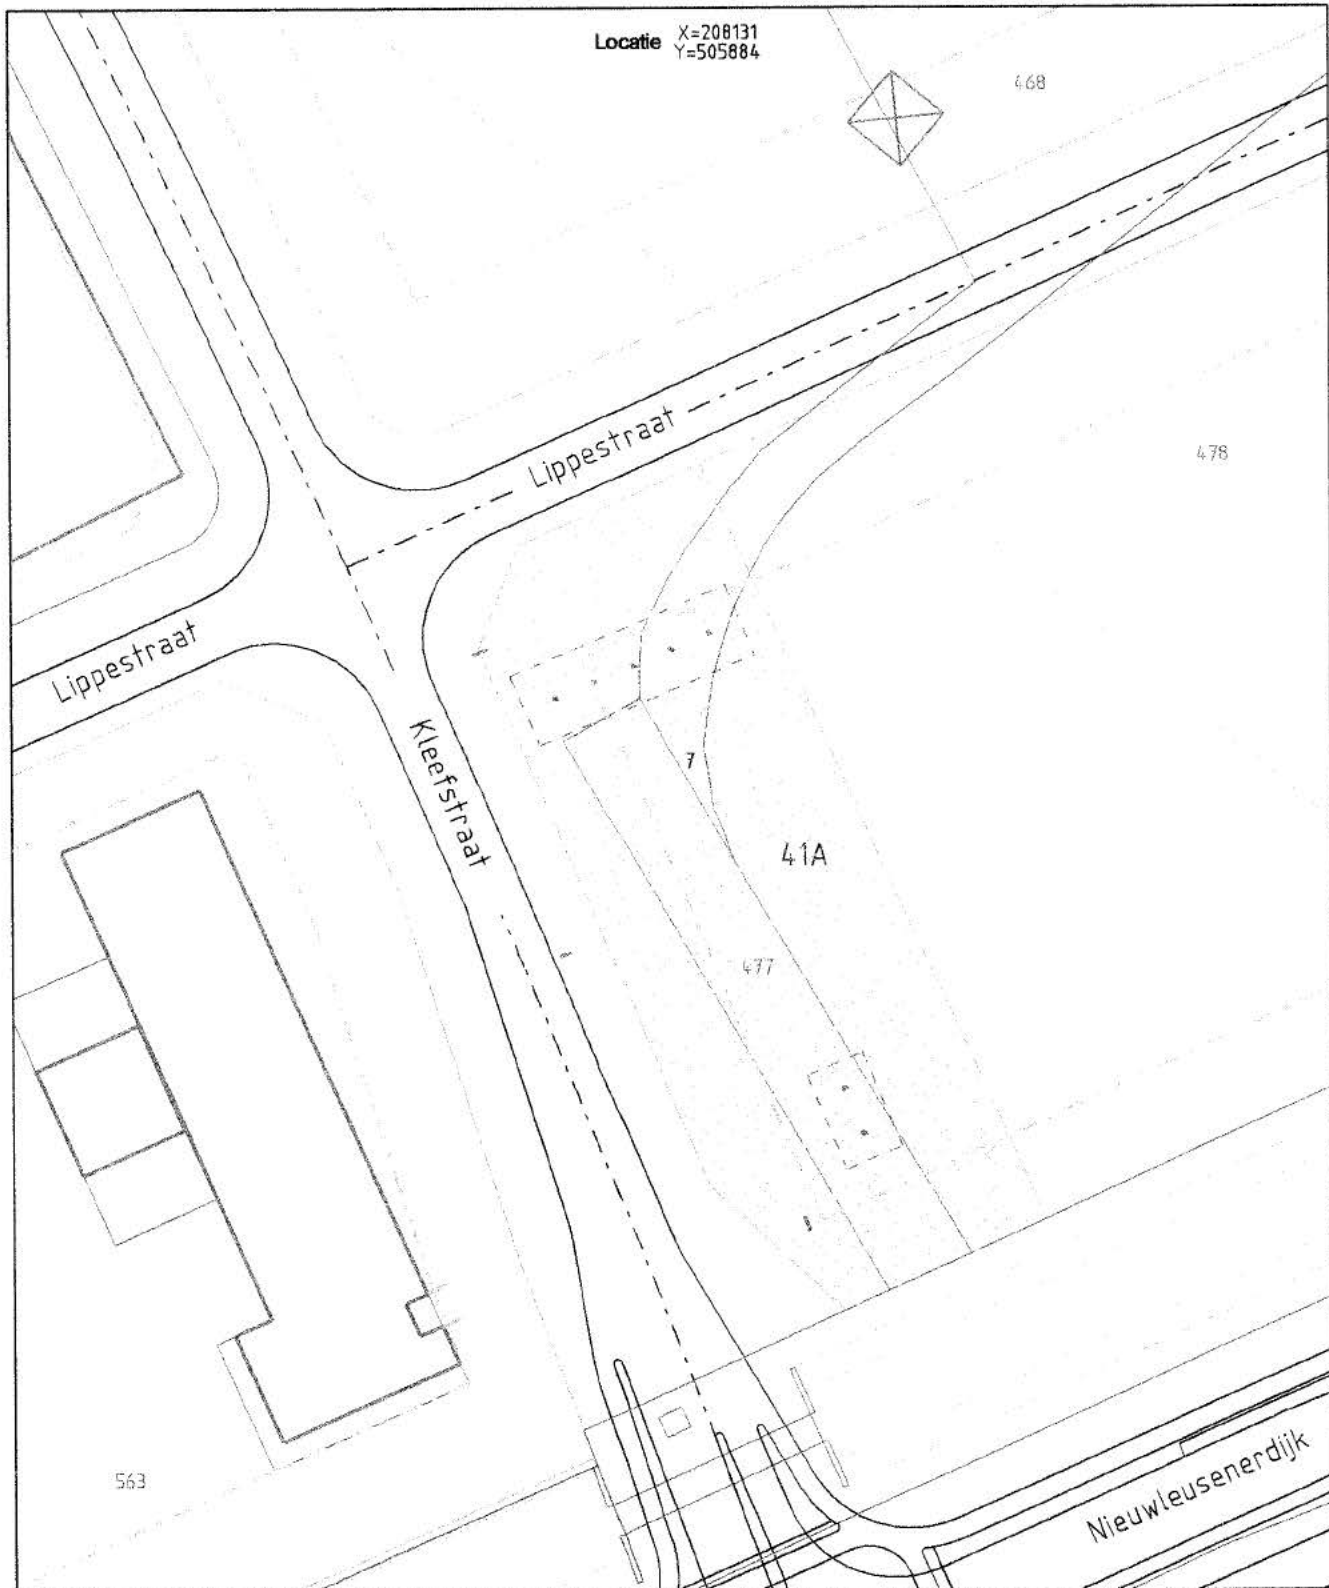 Locatie X=208131
Y=505884
468
478
Lippestraat
Lippestraat
Kleefstraat
7
41A
477
563
Nieuwleusenerdijk